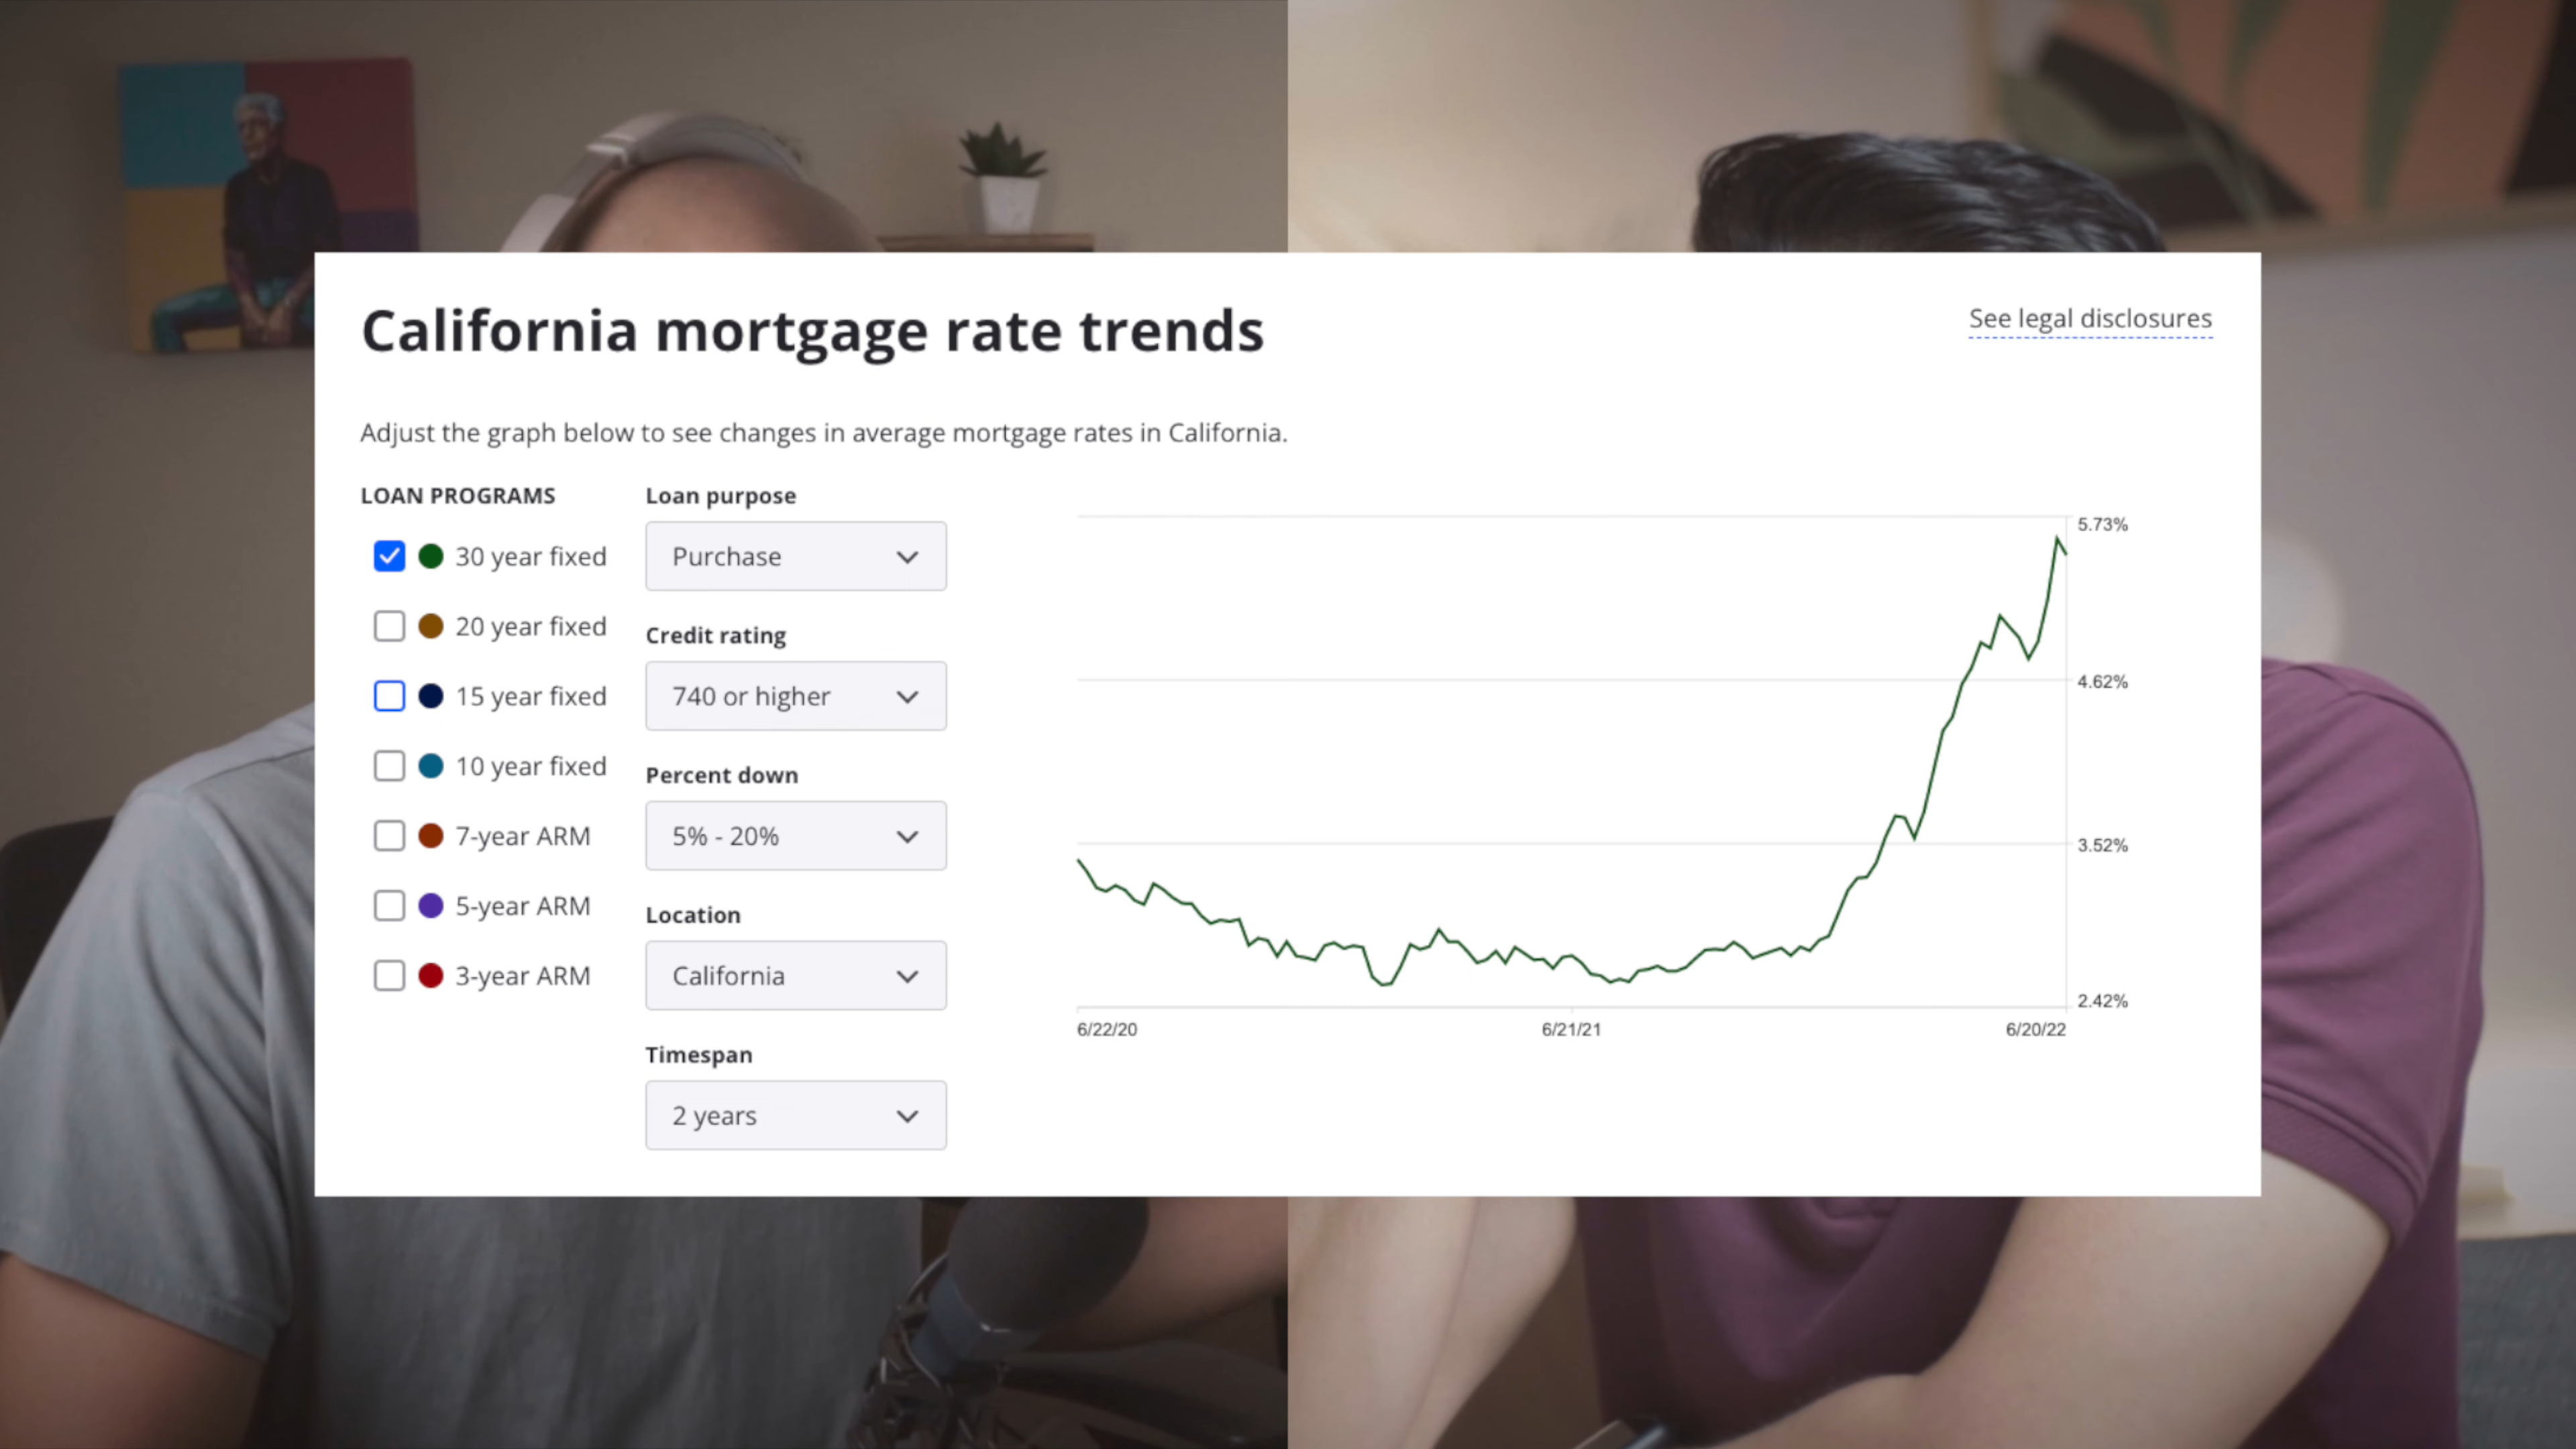 California mortgage rate trends
See legal disclosures
Adjust the graph below to see changes in average mortgage rates in California.
LOAN PROGRAMS
30 year fixed
20 year fixed
15 year fixed
10 year fixed
7-year ARM
5-year ARM
3-year ARM
Loan purpose
Purchase
Credit rating
740 or higher
Percent down
5% - 20%
Location
California
Timespan
2 years
5.73%
4.62%
3.52%
2.42%
6/22/20
6/21/21
6/20/22